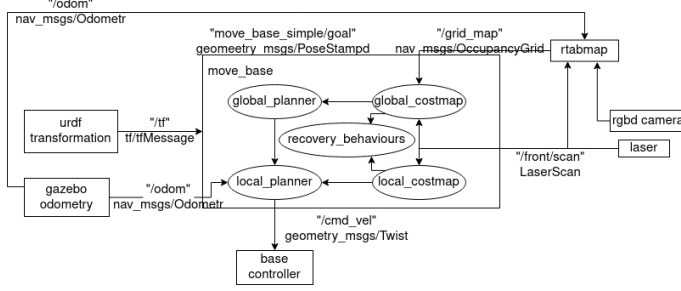 "/odom"
nav_msgs/Odometr
"move_base_simple/goal"
geomeetry_msgs/PoseStampd
"/grid_map"
nav_msgs/OccupancyGrid
rtabmap
move_base
global_planner
global_costmap
urdf
transformation
"/tf"
tf/tfMessage
recovery_behaviours
rgbd camera
laser
"/front/scan"
LaserScan
gazebo
odometry
"/odom"
nav_msgs/Odometr
local_planner
local_costmap
"/cmd_vel"
geometry_msgs/Twist
base
controller